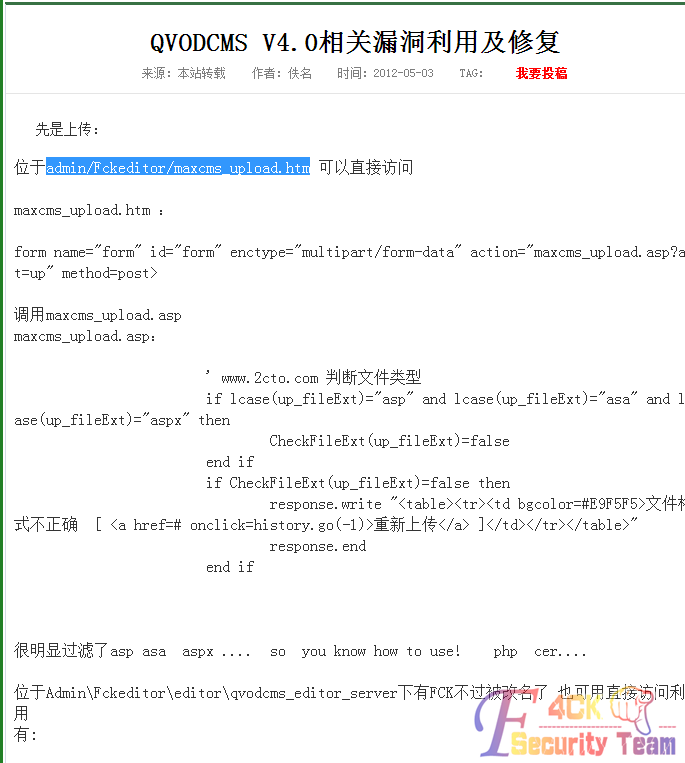 QVODCMS V4.0相关漏洞利用及修复
来源: 本站转载 作者: 佚名 时间: 2012-05-03 TAG: 我要投稿
先是上传:
位于admin/Fckeditor/maxcms_upload.htm 可以直接访问
maxcms_upload.htm :
form name="form" id="form" enctype="multipart/form-data" action="maxcms_upload.asp?a
t=up" method=post>
调用maxcms_upload.asp
maxcms_upload.asp:
' www.2cto.com 判断文件类型
if lcase(up_fileExt)="asp" and lcase(up_fileExt)="asa" and l
ase(up_fileExt)="aspx" then
CheckFileExt(up_fileExt)=false
end if
if CheckFileExt(up_fileExt)=false then
response.write "<table><tr><td bgcolor=#E9F5F5>文件格
式不正确 [ <a href=# onclick=history.go(-1)>重新上传</a> ]</td></tr></table>"
response.end
end if
很明显过滤了asp asa aspx .... so you know how to use! php cer....
位于Admin\Fckeditor\editor\qvodcms_editor_server下有FCK不过被改名了 也可用直接访问利
用
有:
F4CK
Security Team